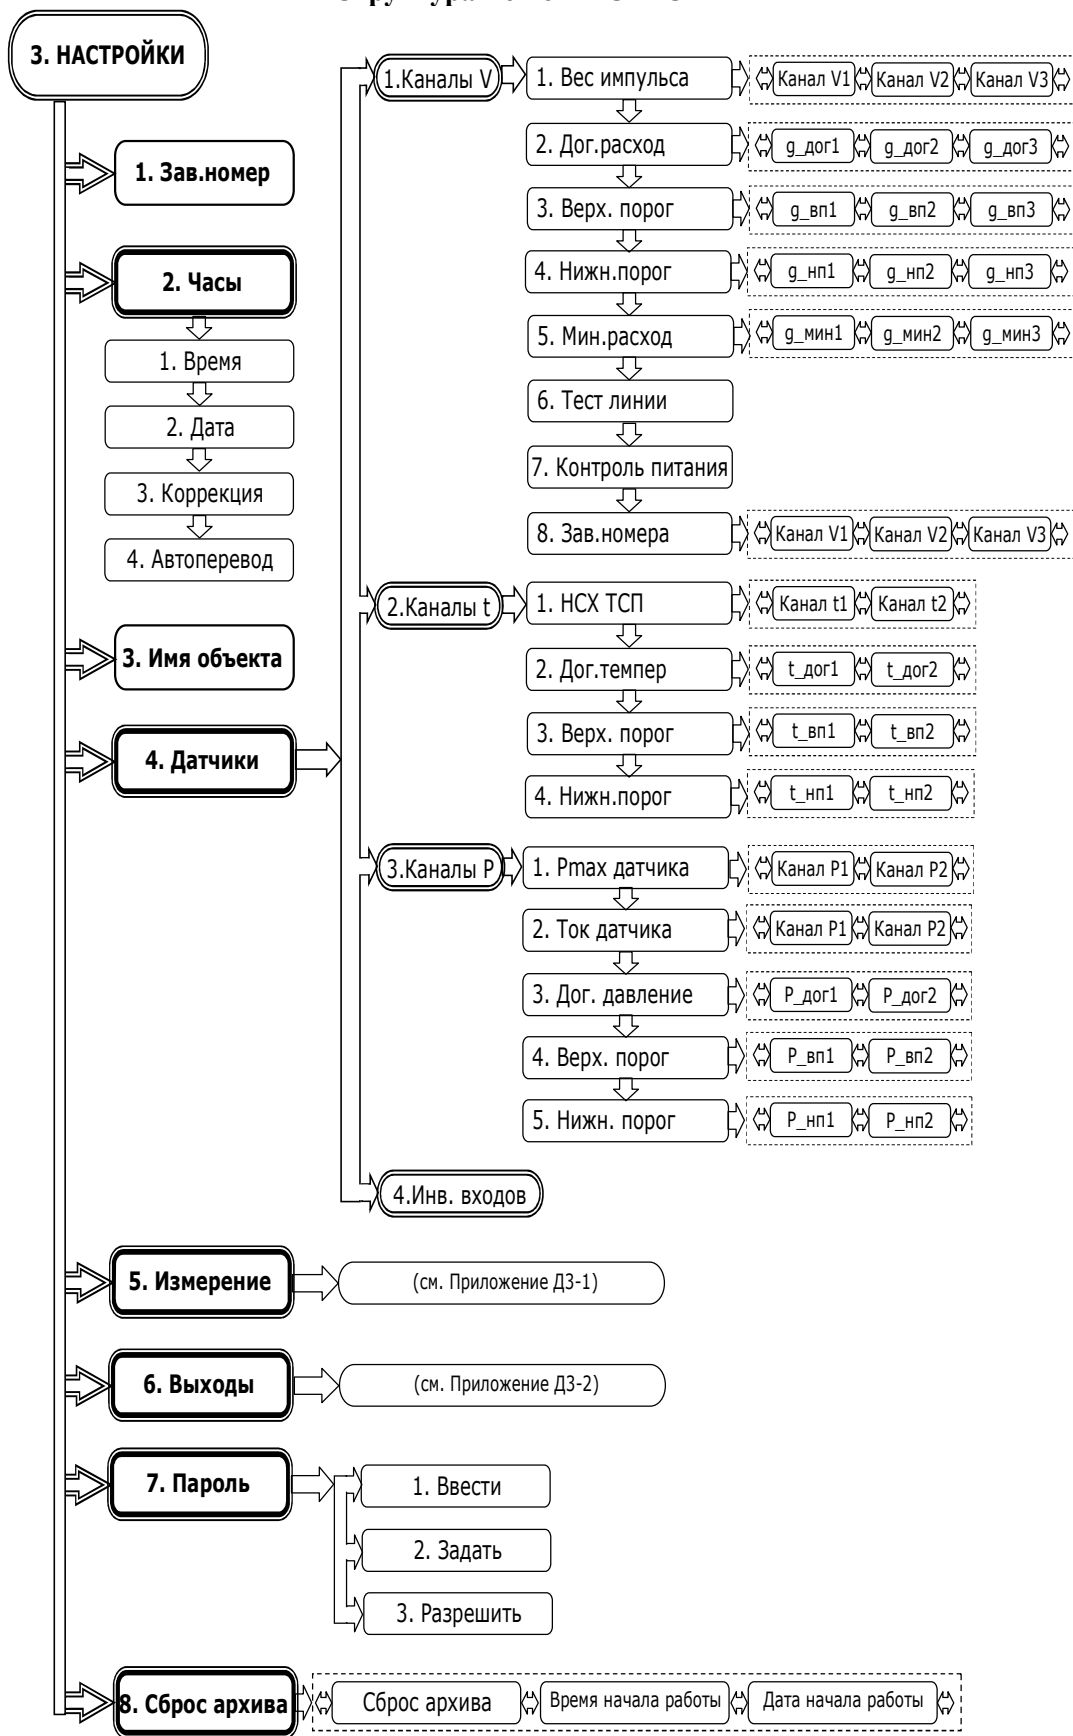 3. НАСТРОЙКИ
1. Зав.номер
2. Часы
1. Время
2. Дата
3. Коррекция
4. Автоперевод
3. Имя объекта
4. Датчики
1.Каналы V
1. Вес импульса
Канал V1 Канал V2 Канал V3
2. Дог.расход
g_дог1 g_дог2 g_дог3
3. Верх. порог
g_вп1 g_вп2 g_вп3
4. Нижн.порог
g_нп1 g_нп2 g_нп3
5. Мин.расход
g_мин1 g_мин2 g_мин3
6. Тест линии
7. Контроль питания
8. Зав.номера
Канал V1 Канал V2 Канал V3
2.Каналы t
1. НСХ ТСП
Канал t1 Канал t2
2. Дог.темпер
t_дог1 t_дог2
3. Верх. порог
t_вп1 t_вп2
4. Нижн.порог
t_нп1 t_нп2
3.Каналы P
1. Pmax датчика
Канал P1 Канал P2
2. Ток датчика
Канал P1 Канал P2
3. Дог. давление
P_дог1 P_дог2
4. Верх. порог
P_вп1 P_вп2
5. Нижн. порог
P_нп1 P_нп2
4.Инв. входов
5. Измерение
(см. Приложение Д3-1)
6. Выходы
(см. Приложение Д3-2)
7. Пароль
1. Ввести
2. Задать
3. Разрешить
8. Сброс архива
Сброс архива Время начала работы Дата начала работы